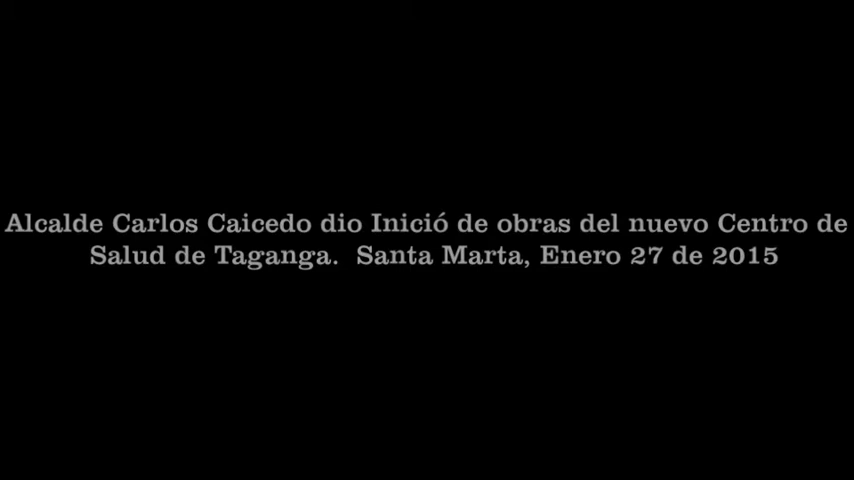 Alcalde Carlos Caicedo dio Inició de obras del nuevo Centro de
Salud de Taganga.  Santa Marta, Enero 27 de 2015